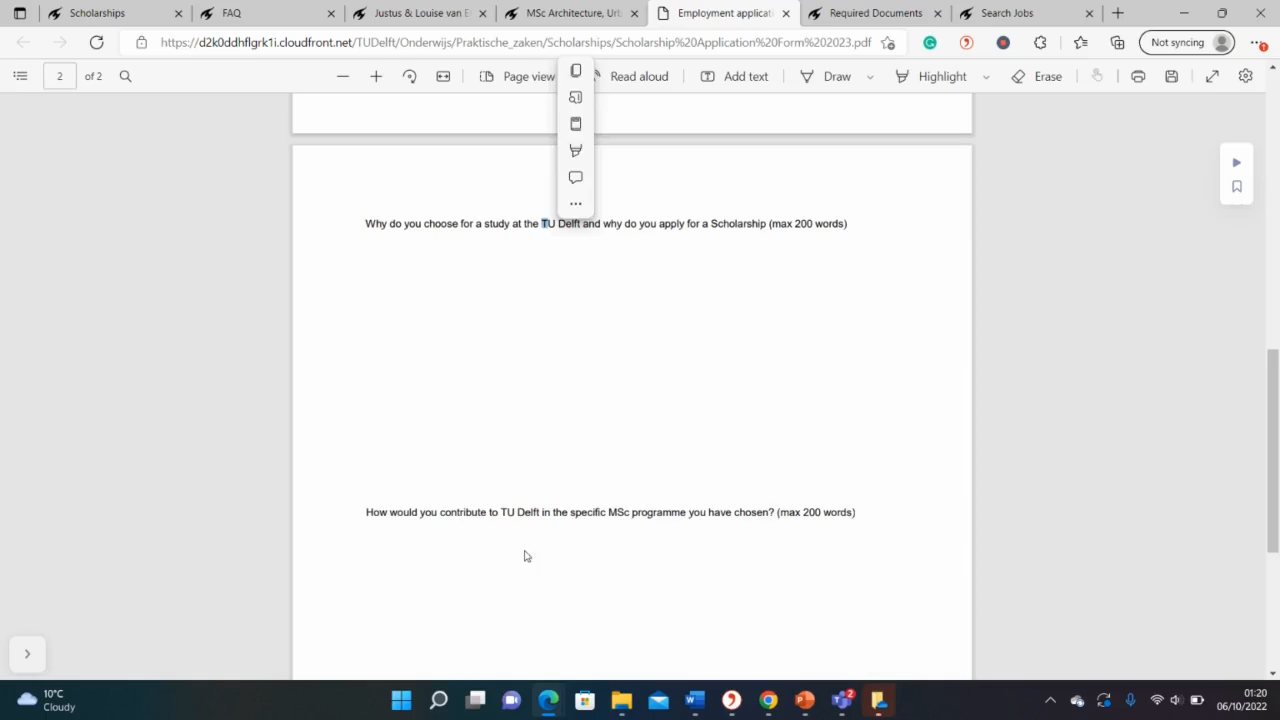 Scholarships
FAQ
Justus & Louise van E
MSc Architecture, Urb
Employment applicati
Required Documents
Search Jobs
https://d2k0ddhflgrk1i.cloudfront.net/TUDelft/Onderwijs/Praktische_zaken/Scholarships/Scholarship%20Application%20Form%202023.pdf
Not syncing
2 of 2
Page view
Read aloud
Add text
Draw
Highlight
Erase
Why do you choose for a study at the TU Delft and why do you apply for a Scholarship (max 200 words)
How would you contribute to TU Delft in the specific MSc programme you have chosen? (max 200 words)
10°C
Cloudy
2
01:20
06/10/2022